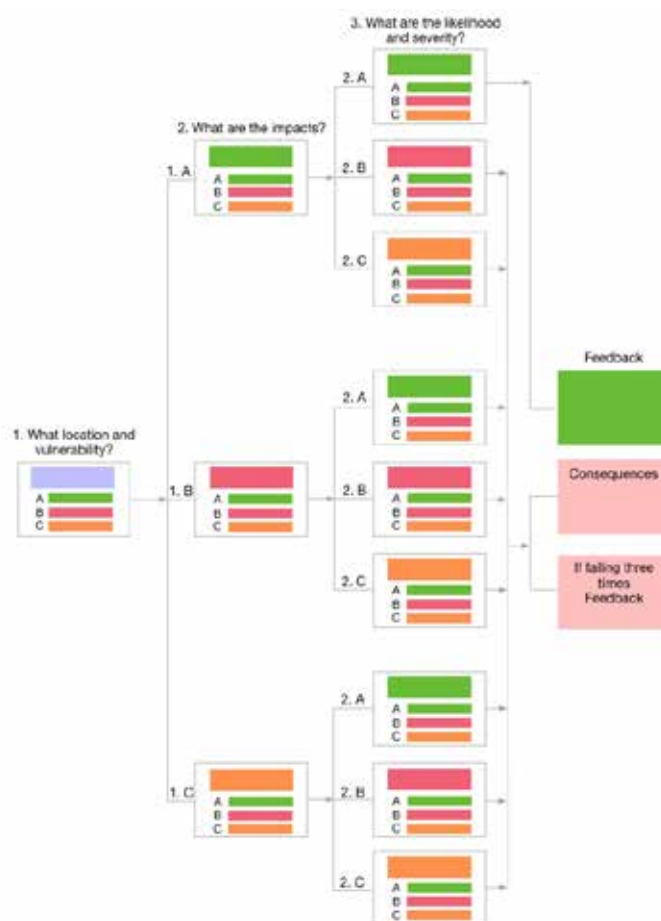 3. What are the likelihood
and severity?
2. A
A
B
C
2. What are the impacts?
1. A
A
B
C
2. B
A
B
C
2. C
A
B
C
Feedback
2. A
A
B
C
1. What location and
vulnerability?
A
B
C
1. B
A
B
C
2. B
A
B
C
Consequences
2. C
A
B
C
If failing three
times
Feedback
2. A
A
B
C
1. C
A
B
C
2. B
A
B
C
2. C
A
B
C